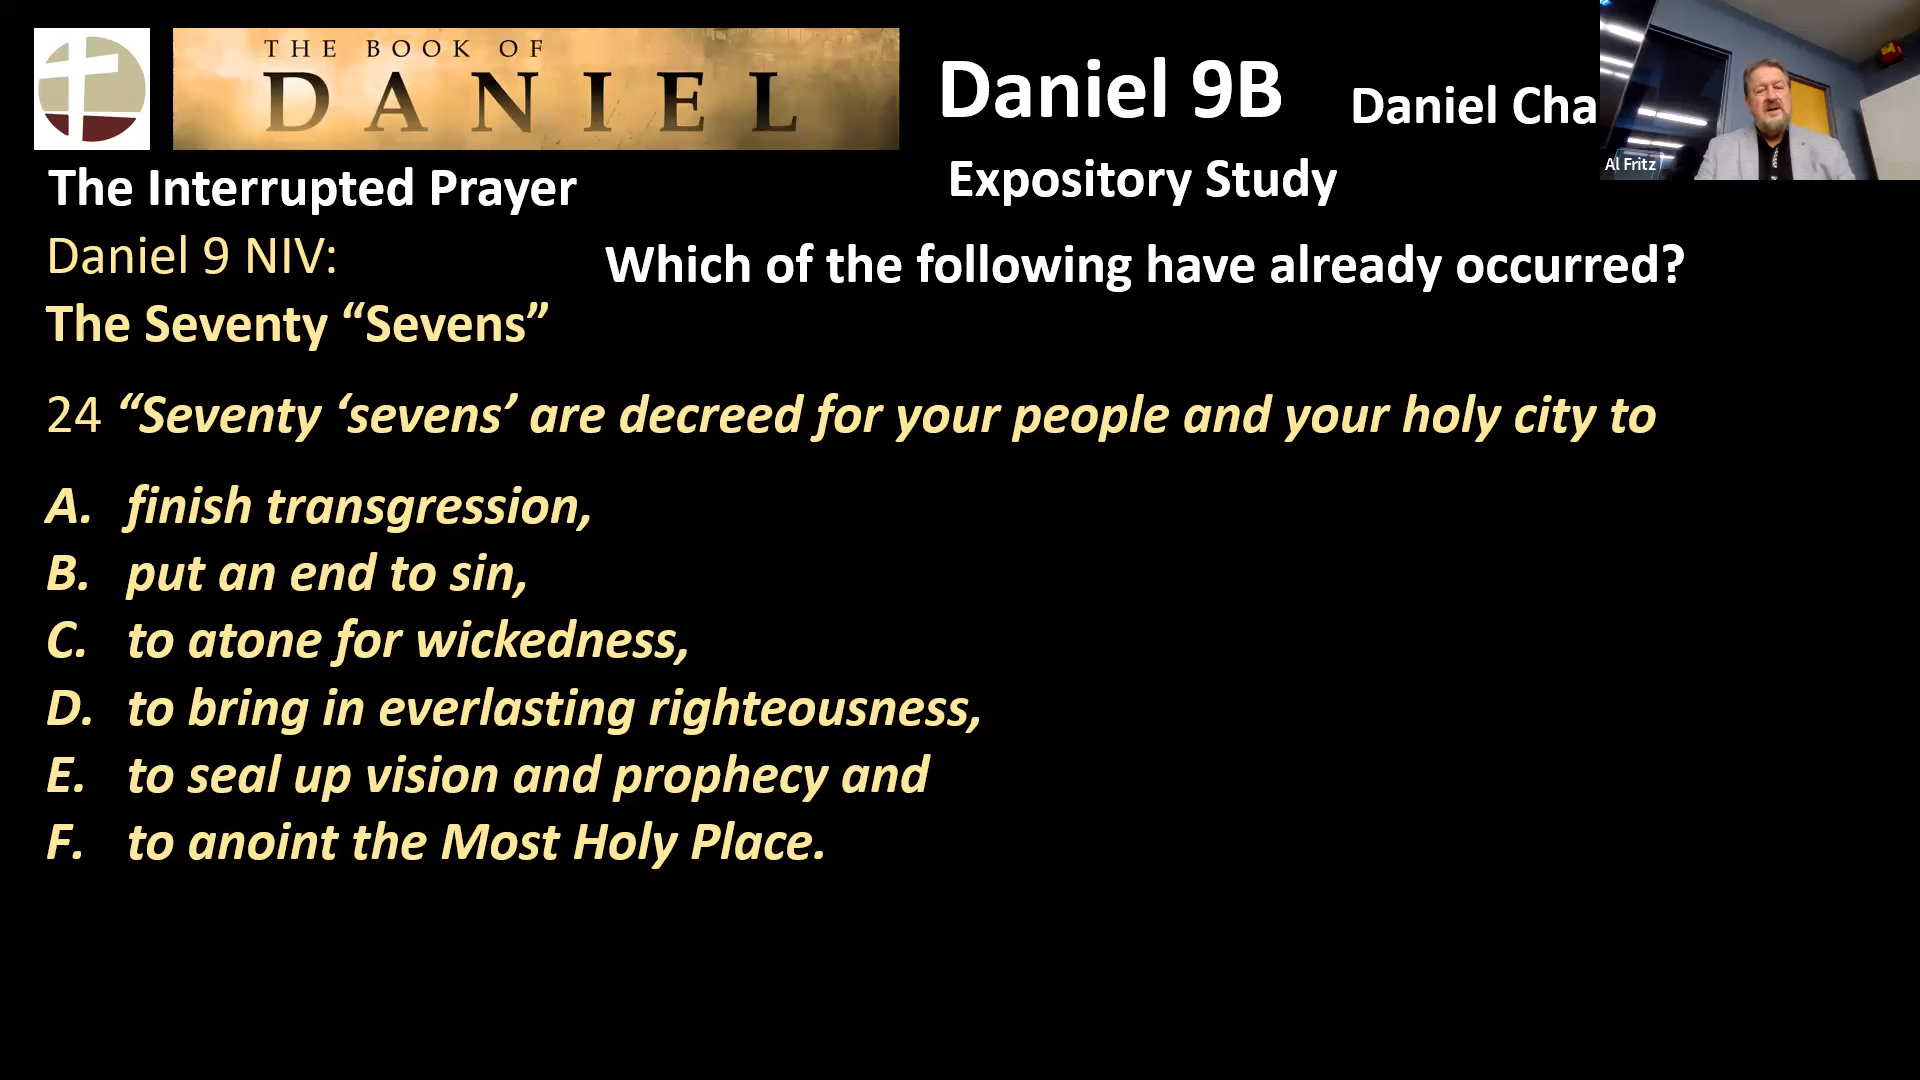 THE BOOK OF
DANIEL
Daniel 9B
Daniel Cha
Al Fritz
The Interrupted Prayer
Expository Study
Daniel 9 NIV:
Which of the following have already occurred?
The Seventy “Sevens”
24 “Seventy ‘sevens’ are decreed for your people and your holy city to
A. finish transgression,
B. put an end to sin,
C. to atone for wickedness,
D. to bring in everlasting righteousness,
E. to seal up vision and prophecy and
F. to anoint the Most Holy Place.